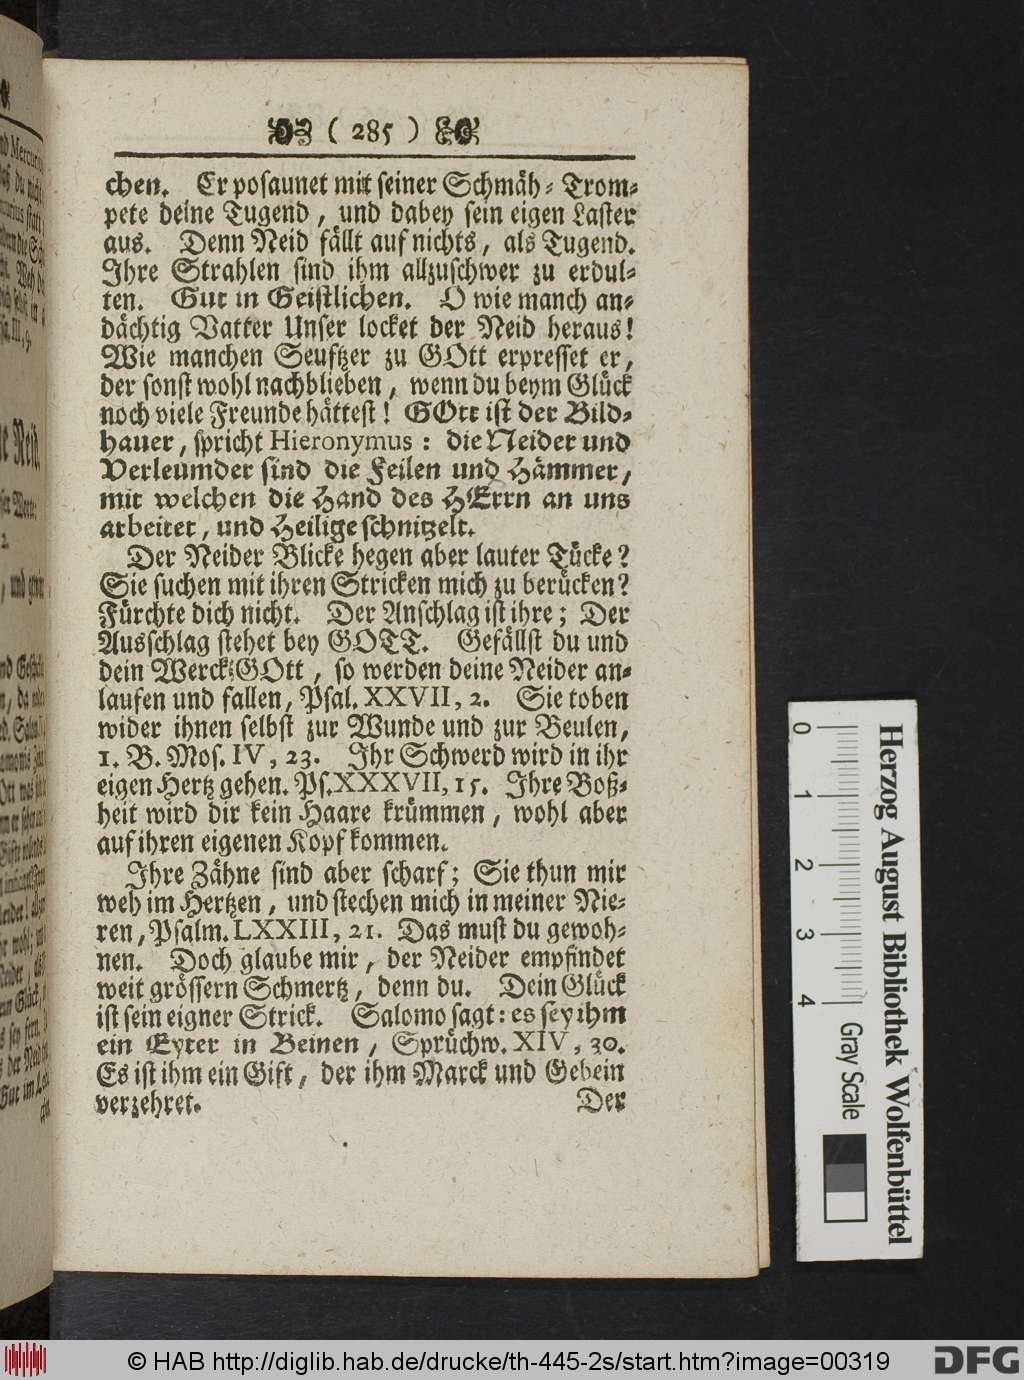 ( 285 )
chen. Er posaunet mit seiner Schmäh- Trom-
pete deine Tugend, und dabey sein eigen Laster
aus. Denn Neid fällt auf nichts, als Tugend.
Ihre Strahlen sind ihm allzuschwer zu erdul-
ten. Gut in Geistlichen. O wie manch an-
dächtig Vatter Unser locket der Neid heraus!
Wie manchen Seuftzer zu GOtt erpresset er,
der sonst wohl nachblieben, wenn du beym Glück
noch viele Freunde hättest! GOtt ist der Bild-
hauer, spricht Hieronymus: die Neider und
Verleumder sind die Feilen und Hämmer,
mit welchen die Hand des HErrn an uns
arbeitet, und Heilige schnitzelt.
Der Neider Blicke hegen aber lauter Tücke?
Sie suchen mit ihren Stricken mich zu berücken?
Fürchte dich nicht. Der Anschlag ist ihre; Der
Ausschlag stehet bey GOTT. Gefällst du und
dein Werck GOtt, so werden deine Neider an-
laufen und fallen, Psal. XXVII, 2. Sie toben
wider ihnen selbst zur Wunde und zur Beulen,
1. B. Mos. IV, 23. Ihr Schwerd wird in ihr
eigen Hertz gehen. Ps. XXXVII, 15. Ihre Boß-
heit wird dir kein Haare krümmen, wohl aber
auf ihren eigenen Kopf kommen.
Ihre Zähne sind aber scharf; Sie thun mir
weh im Hertzen, und stechen mich in meiner Nie-
ren, Psalm. LXXIII, 21. Das must du gewoh-
nen. Doch glaube mir, der Neider empfindet
weit grössern Schmertz, denn du. Dein Glück
ist sein eigner Strick. Salomo sagt: es sey ihm
ein Eyter in Beinen, Sprüchw. XIV, 30.
Es ist ihm ein Gift, der ihm Marck und Gebein
verzehret. Der
0 1 2 3 4
Gray Scale
Herzog August Bibliothek Wolfenbüttel
© HAB http://diglib.hab.de/drucke/th-445-2s/start.htm?image=00319
DFG